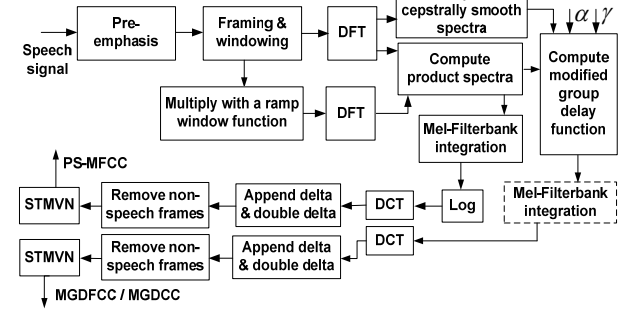 cepstrally smooth
spectra
α γ
Pre-
emphasis
Framing &
windowing
DFT
Speech
signal
Compute
product spectra
Compute
modified
group
delay
function
Multiply with a ramp
window function
DFT
Mel-Filterbank
integration
PS-MFCC
STMVN
Remove non-
speech frames
Append delta
& double delta
DCT
Log
Mel-Filterbank
integration
STMVN
Remove non-
speech frames
Append delta
& double delta
DCT
MGDFCC / MGDCC